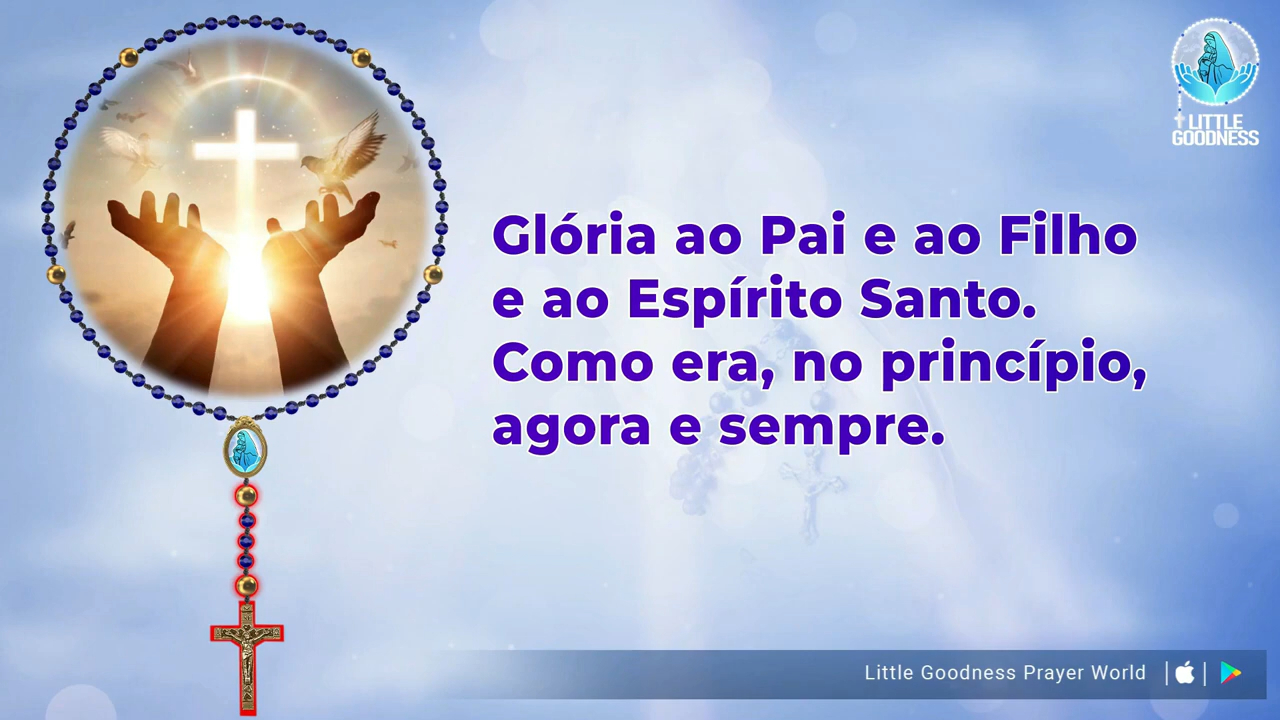 LITTLE
GOODNESS
Glória ao Pai e ao Filho
e ao Espírito Santo.
Como era, no princípio,
agora e sempre.
Little Goodness Prayer World